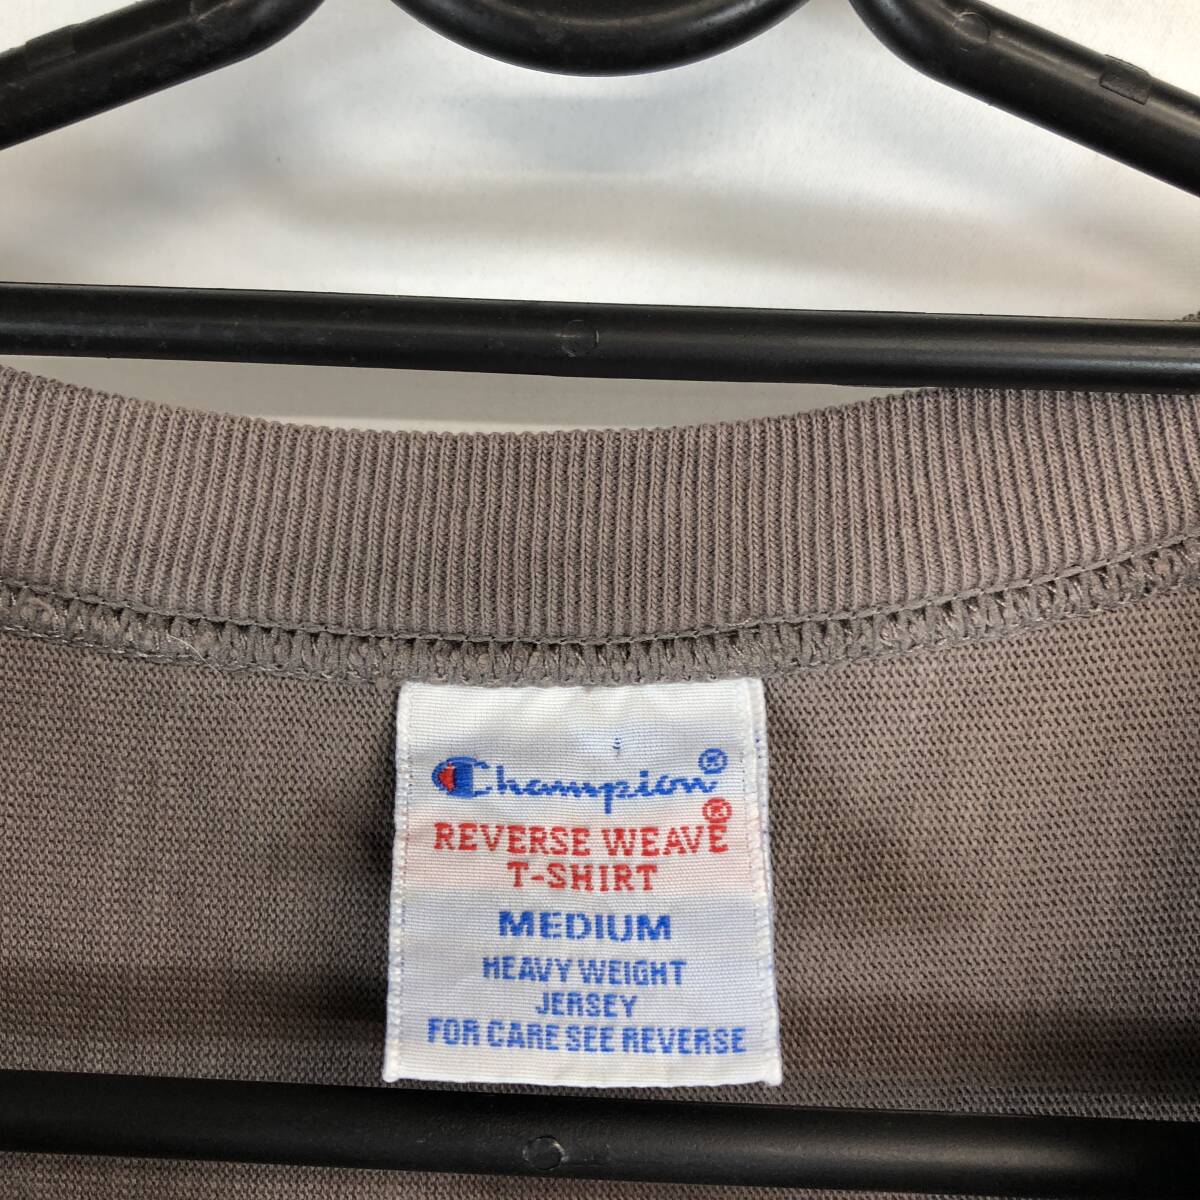 Champion®
REVERSE WEAVE®
T-SHIRT
MEDIUM
HEAVY WEIGHT
JERSEY
FOR CARE SEE REVERSE